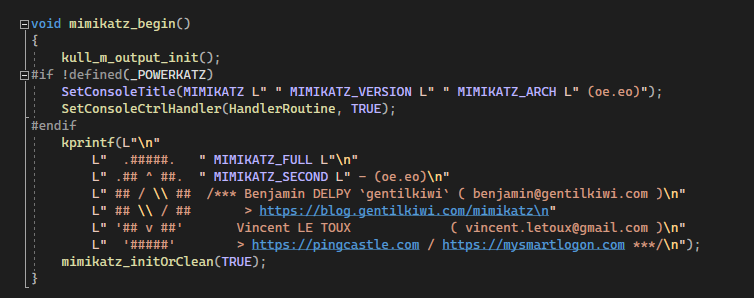 void mimikatz_begin()
{
    kull_m_output_init();
#if !defined(_POWERKATZ)
    SetConsoleTitle(MIMIKATZ L" " MIMIKATZ_VERSION L" " MIMIKATZ_ARCH L" (oe.eo)");
    SetConsoleCtrlHandler(HandlerRoutine, TRUE);
#endif
    kprintf(L"\n"
        L"  .#####.   " MIMIKATZ_FULL L"\n"
        L" .## ^ ##.  " MIMIKATZ_SECOND L" - (oe.eo)\n"
        L" ## / \\ ##  /*** Benjamin DELPY `gentilkiwi` ( benjamin@gentilkiwi.com )\n"
        L" ## \\ / ##       > https://blog.gentilkiwi.com/mimikatz\n"
        L" '## v ##'       Vincent LE TOUX             ( vincent.letoux@gmail.com )\n"
        L"  '#####'        > https://pingcastle.com / https://mysmartlogon.com ***/\n");
    mimikatz_initOrClean(TRUE);
}